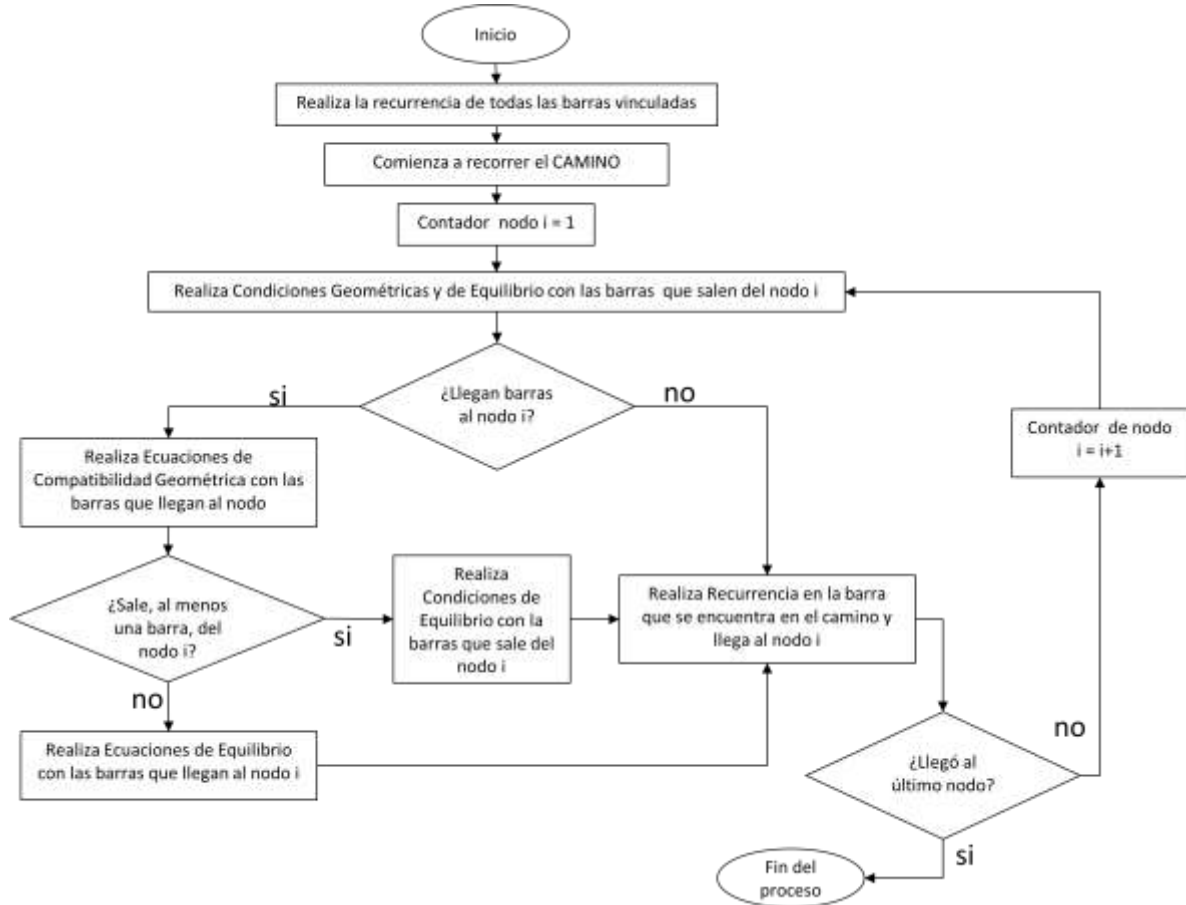 Inicio
Realiza la recurrencia de todas las barras vinculadas
Comienza a recorrer el CAMINO
Contador nodo i = 1
Realiza Condiciones Geométricas y de Equilibrio con las barras que salen del nodo i
¿Llegan barras
al nodo i?
si
no
Contador de nodo
i = i+1
Realiza Ecuaciones de
Compatibilidad Geométrica con las
barras que llegan al nodo
¿Sale, al menos
una barra, del
nodo i?
si
no
Realiza
Condiciones de
Equilibrio con la
barras que sale del
nodo i
Realiza Recurrencia en la barra
que se encuentra en el camino y
llega al nodo i
Realiza Ecuaciones de Equilibrio
con las barras que llegan al nodo i
¿Llegó al
último nodo?
no
si
Fin del
proceso